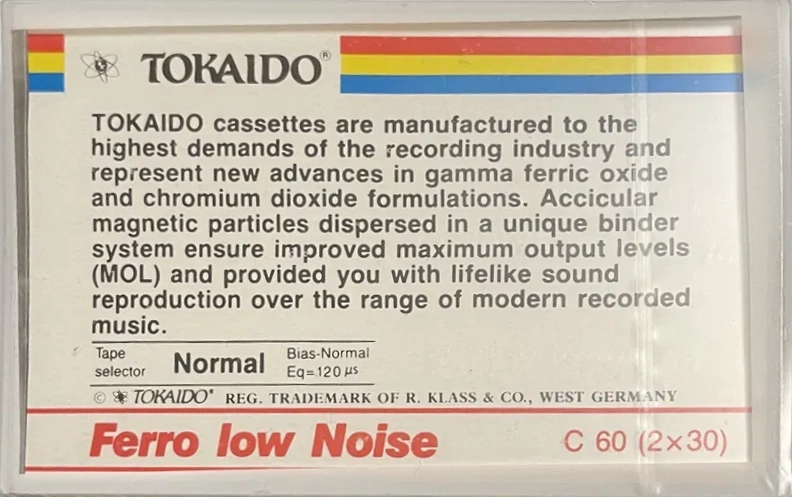 TOKAIDO®
TOKAIDO cassettes are manufactured to the
highest demands of the recording industry and
represent new advances in gamma ferric oxide
and chromium dioxide formulations. Accicular
magnetic particles dispersed in a unique binder
system ensure improved maximum output levels
(MOL) and provided you with lifelike sound
reproduction over the range of modern recorded
music.
Tape selector Normal Bias-Normal Eq=120 µs
© TOKAIDO® REG. TRADEMARK OF R. KLASS & CO., WEST GERMANY
Ferro low Noise C 60 (2×30)